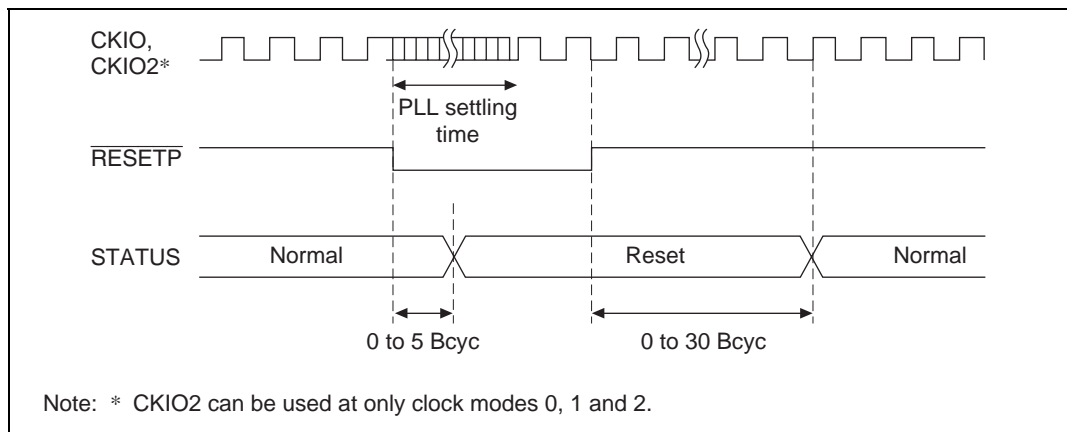 CKIO,
CKIO2*
PLL settling
time
RESETP
STATUS
Normal
Reset
Normal
0 to 5 Bcyc
0 to 30 Bcyc
Note: * CKIO2 can be used at only clock modes 0, 1 and 2.